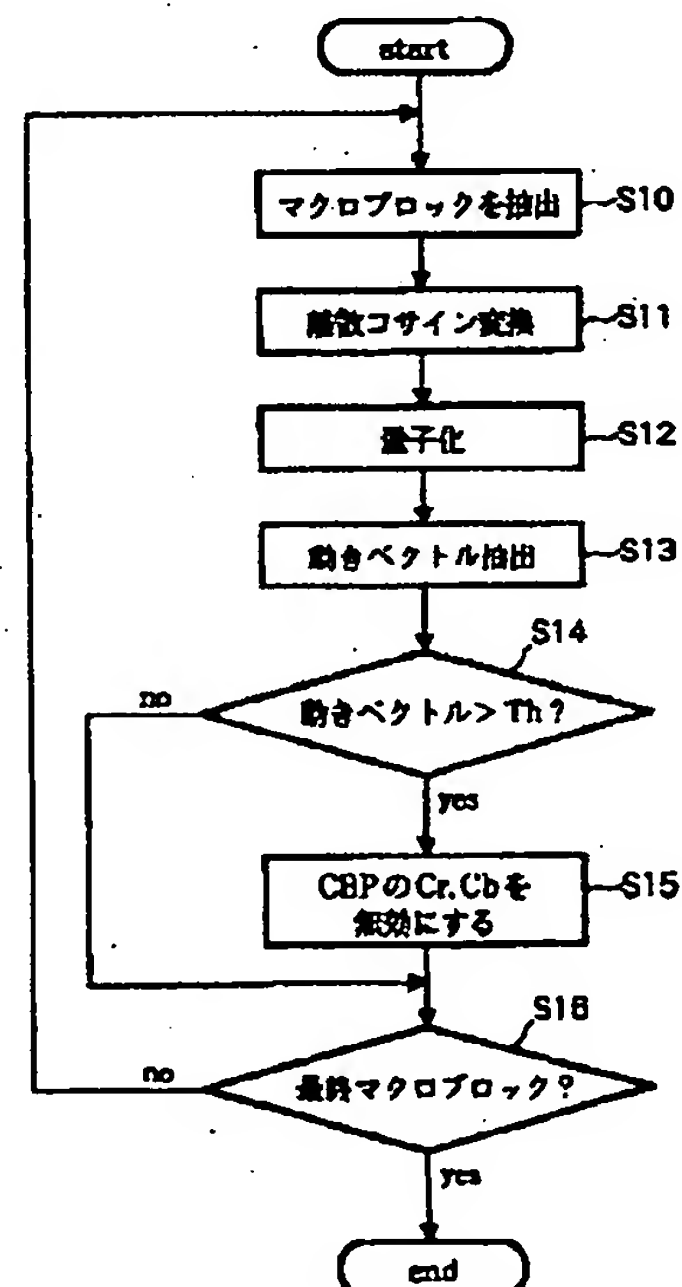 start
マクロブロックを抽出
S10
離散コサイン変換
S11
量子化
S12
動きベクトル抽出
S13
S14
動きベクトル>Th?
no
yes
CBPのCr,Cbを
無効にする
S15
S16
最終マクロブロック?
no
yes
end